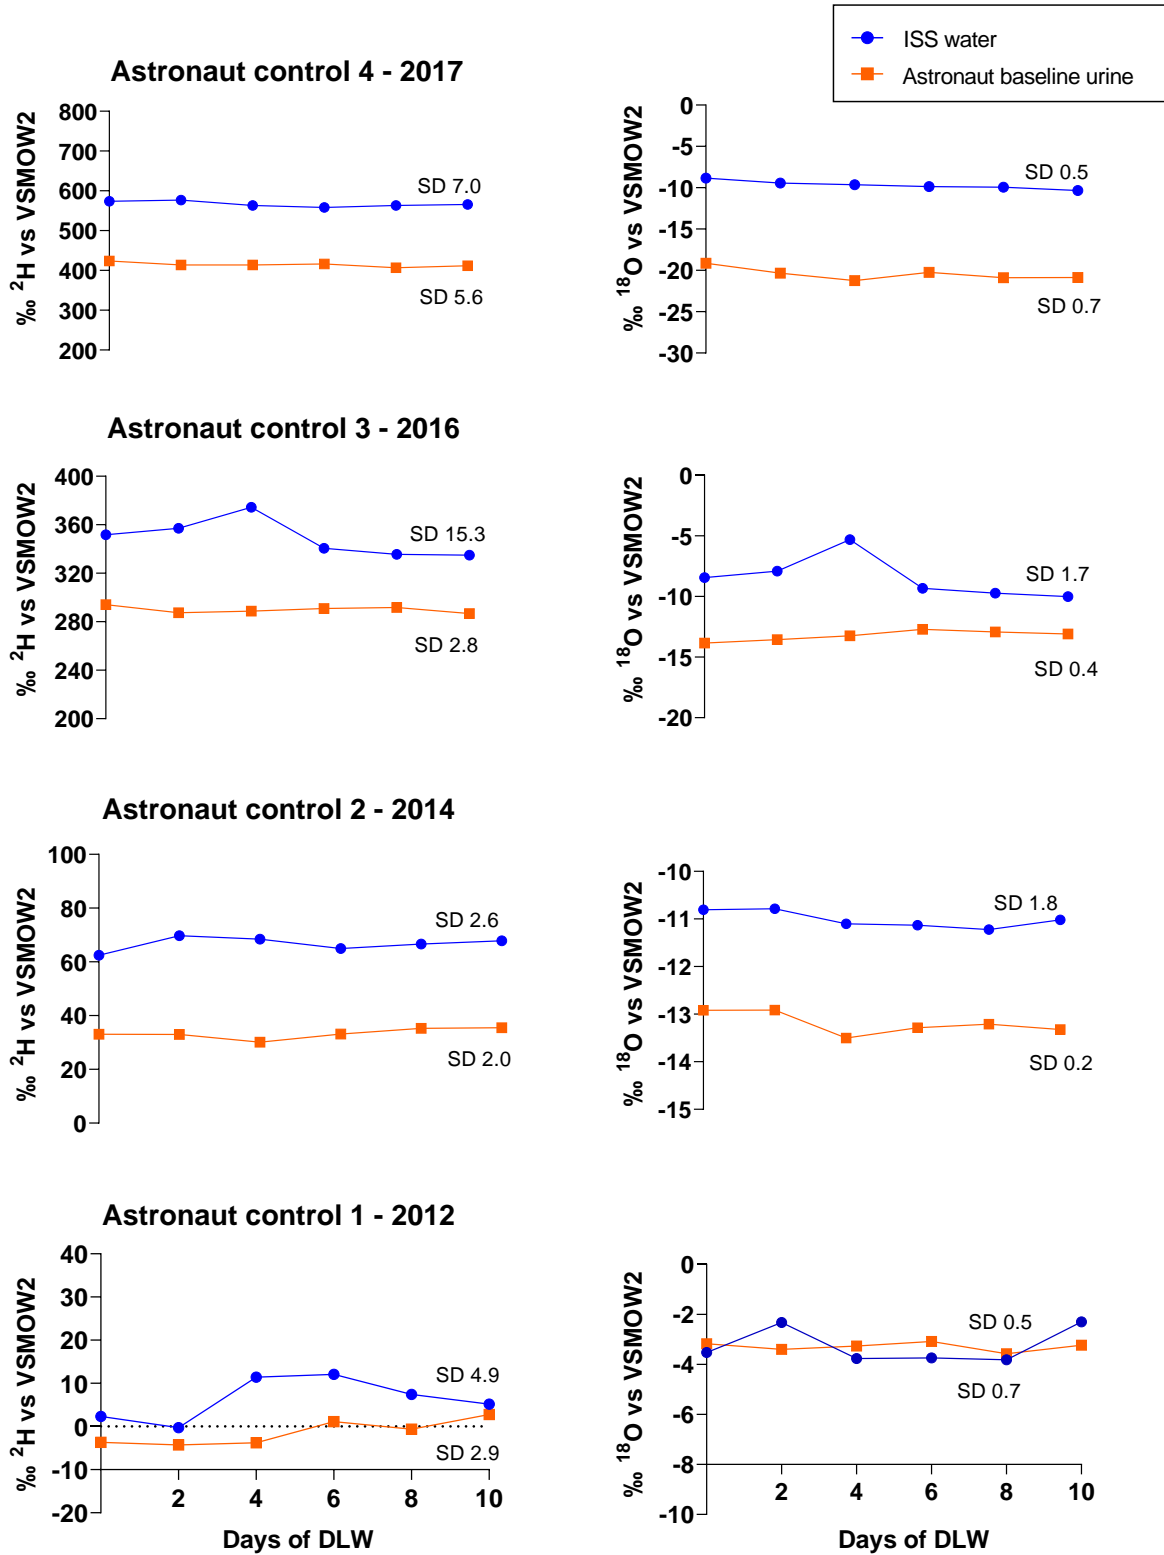 ISS water
Astronaut baseline urine
Astronaut control 4 - 2017
‰ ²H vs VSMOW2
800
700
600
500
400
300
200
SD 7.0
SD 5.6
‰ ¹⁸O vs VSMOW2
0
-5
-10
-15
-20
-25
-30
SD 0.5
SD 0.7
Astronaut control 3 - 2016
‰ ²H vs VSMOW2
400
360
320
280
240
200
SD 15.3
SD 2.8
‰ ¹⁸O vs VSMOW2
0
-5
-10
-15
-20
SD 1.7
SD 0.4
Astronaut control 2 - 2014
‰ ²H vs VSMOW2
100
80
60
40
20
0
SD 2.6
SD 2.0
‰ ¹⁸O vs VSMOW2
-10
-11
-12
-13
-14
-15
SD 1.8
SD 0.2
Astronaut control 1 - 2012
‰ ²H vs VSMOW2
40
30
20
10
0
-10
-20
SD 4.9
SD 2.9
2 4 6 8 10
Days of DLW
‰ ¹⁸O vs VSMOW2
0
-2
-4
-6
-8
-10
SD 0.5
SD 0.7
2 4 6 8 10
Days of DLW